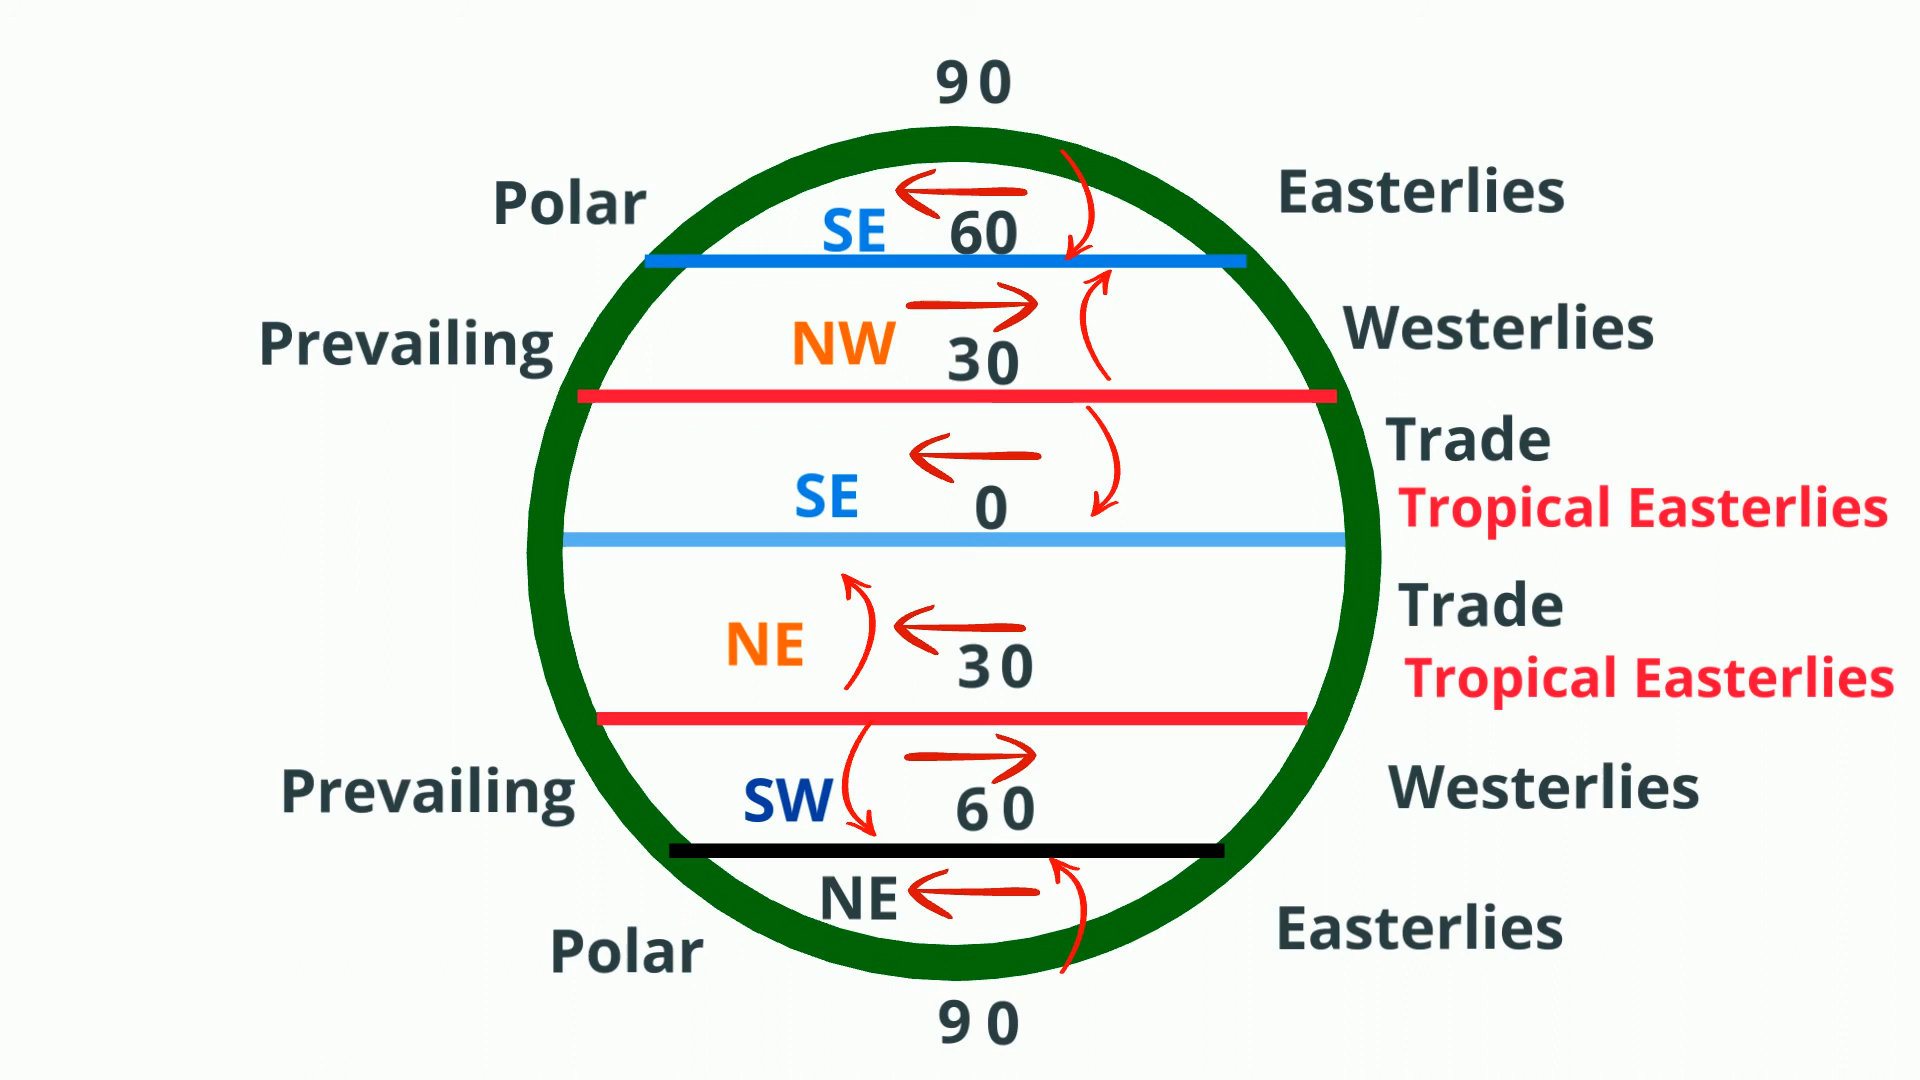 90
Polar
Easterlies
SE
60
Prevailing
NW
30
Westerlies
Trade
Tropical Easterlies
SE
0
Trade
Tropical Easterlies
NE
30
Prevailing
SW
60
Westerlies
NE
Polar
Easterlies
90